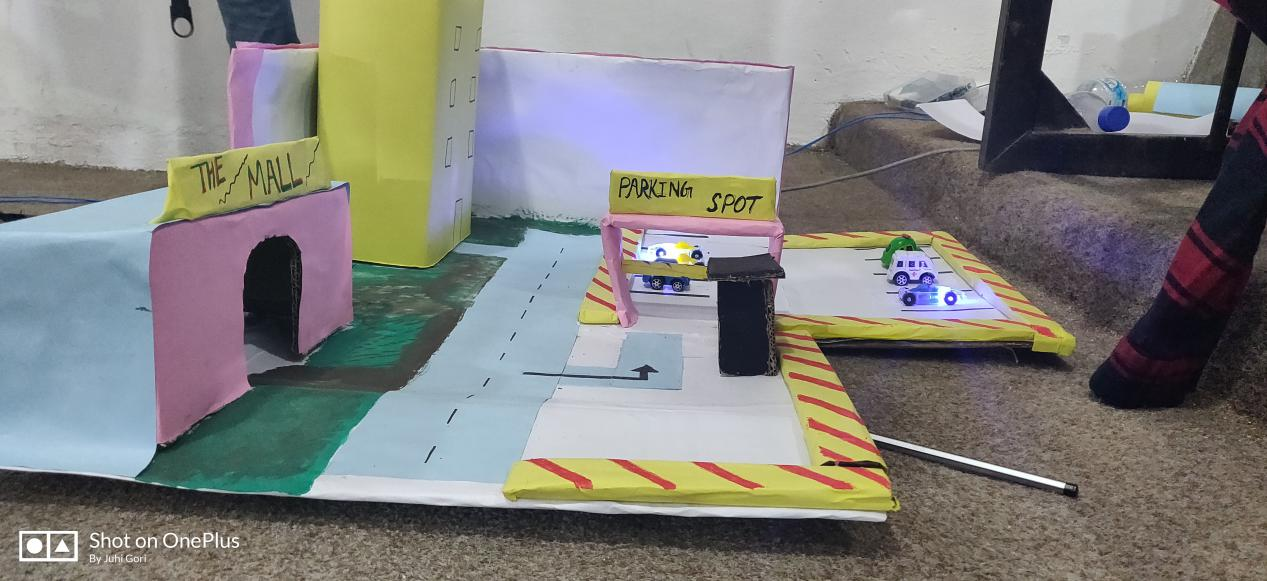 THE MALL
PARKING SPOT
Shot on OnePlus
By Juhi Gori